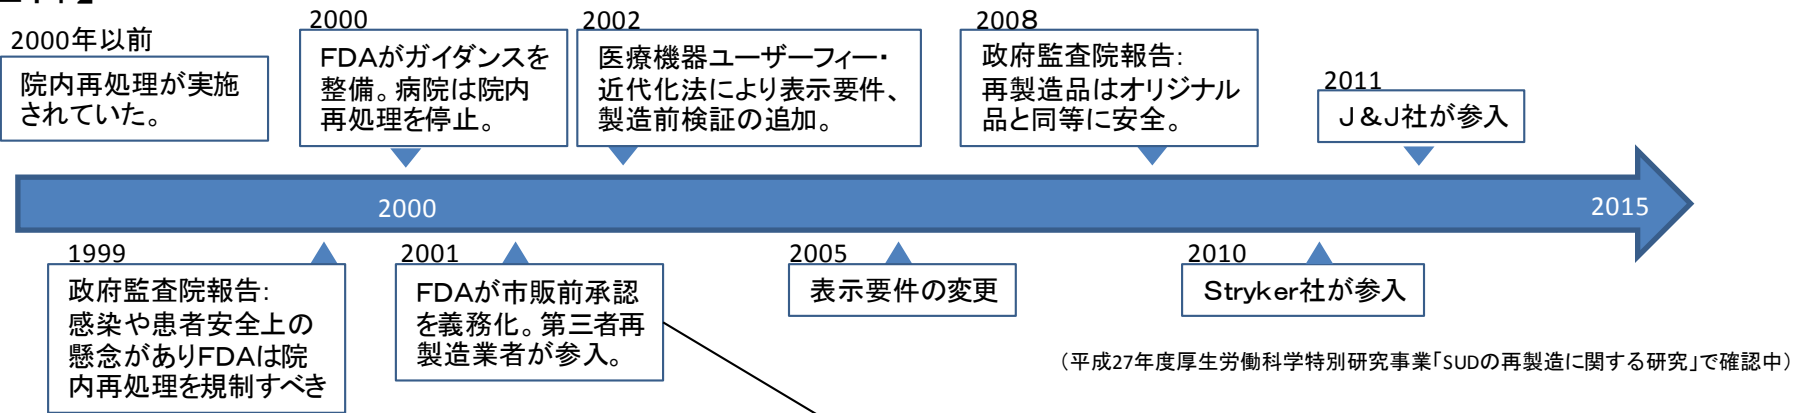 2000年以前
院内再処理が実施
されていた。
2000
FDAがガイダンスを
整備。病院は院内
再処理を停止。
2002
医療機器ユーザーフィー・
近代化法により表示要件、
製造前検証の追加。
2008
政府監査院報告:
再製造品はオリジナル
品と同等に安全。
2011
J&J社が参入
2000
2015
1999
政府監査院報告:
感染や患者安全上の
懸念がありFDAは院
内再処理を規制すべき
2001
FDAが市販前承認
を義務化。第三者再
製造業者が参入。
2005
表示要件の変更
2010
Stryker社が参入
（平成27年度厚生労働科学特別研究事業「SUDの再製造に関する研究」で確認中）